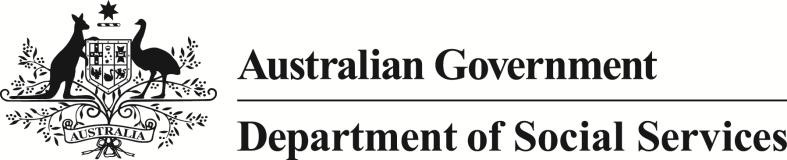 Australian Government
Department of Social Services
AUSTRALIA